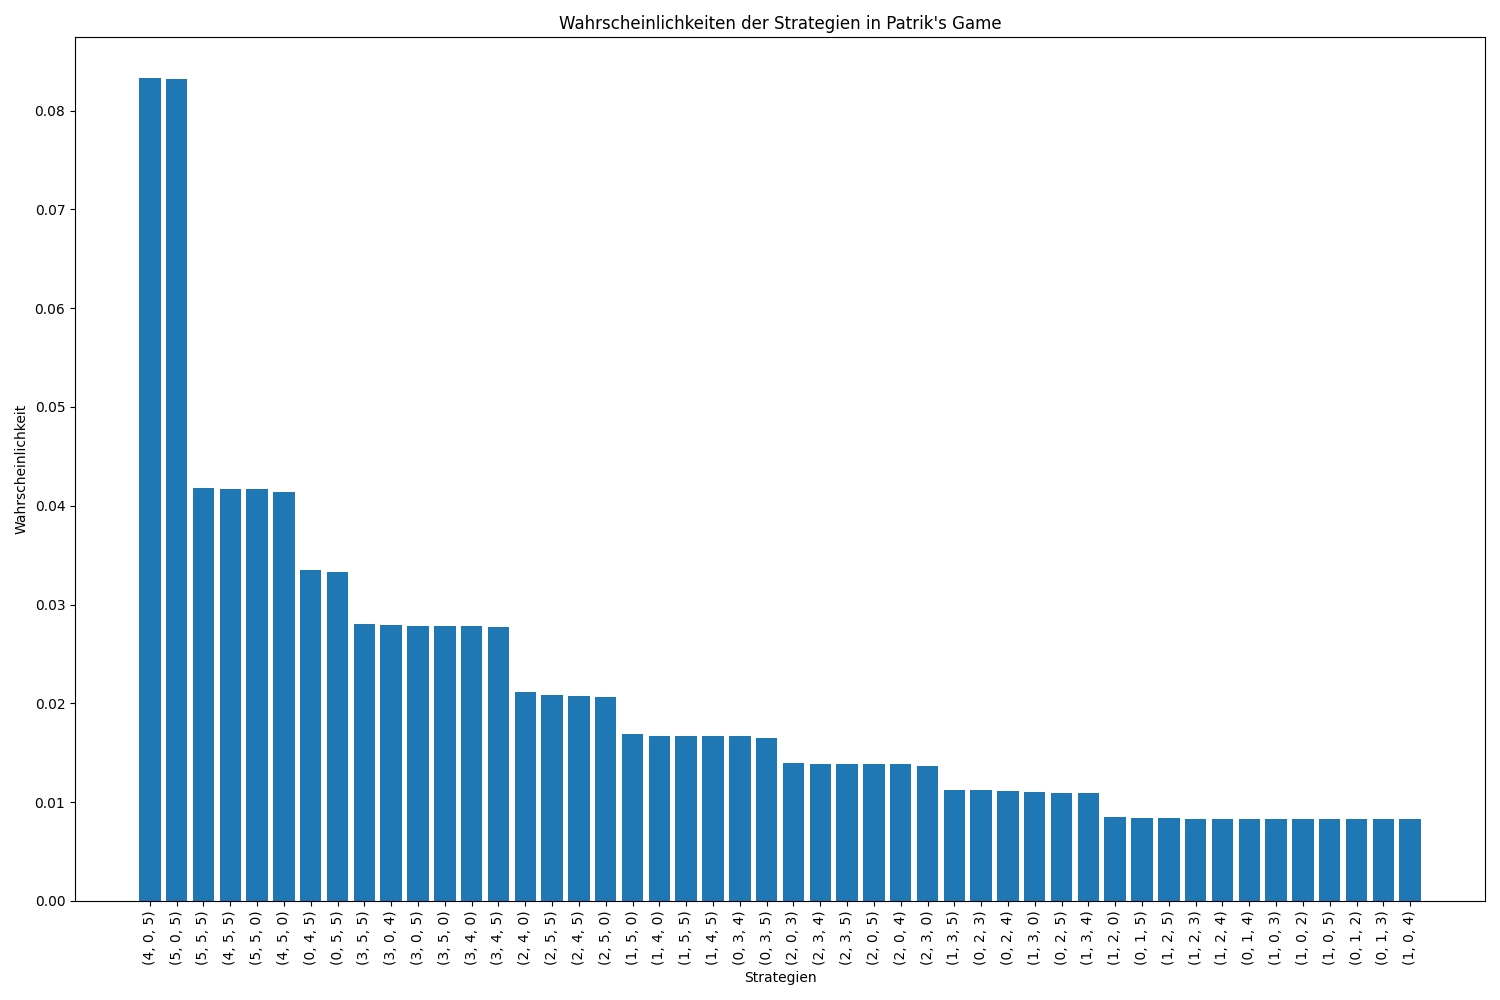 Wahrscheinlichkeiten der Strategien in Patrik's Game
0.08
0.07
0.06
0.05
0.04
0.03
0.02
0.01
0.00
Wahrscheinlichkeit
(4, 0, 5)
(5, 0, 5)
(5, 5, 5)
(4, 5, 5)
(5, 5, 0)
(4, 5, 0)
(0, 4, 5)
(0, 5, 5)
(3, 5, 5)
(3, 0, 4)
(3, 0, 5)
(3, 5, 0)
(3, 4, 0)
(3, 4, 5)
(2, 4, 0)
(2, 5, 5)
(2, 4, 5)
(2, 5, 0)
(1, 5, 0)
(1, 4, 0)
(1, 5, 5)
(1, 4, 5)
(0, 3, 4)
(0, 3, 5)
(2, 0, 3)
(2, 3, 4)
(2, 3, 5)
(2, 0, 5)
(2, 0, 4)
(2, 3, 0)
(1, 3, 5)
(0, 2, 3)
(0, 2, 4)
(1, 3, 0)
(0, 2, 5)
(1, 3, 4)
(1, 2, 0)
(0, 1, 5)
(1, 2, 5)
(1, 2, 3)
(1, 2, 4)
(0, 1, 4)
(1, 0, 3)
(1, 0, 2)
(1, 0, 5)
(0, 1, 2)
(0, 1, 3)
(1, 0, 4)
Strategien